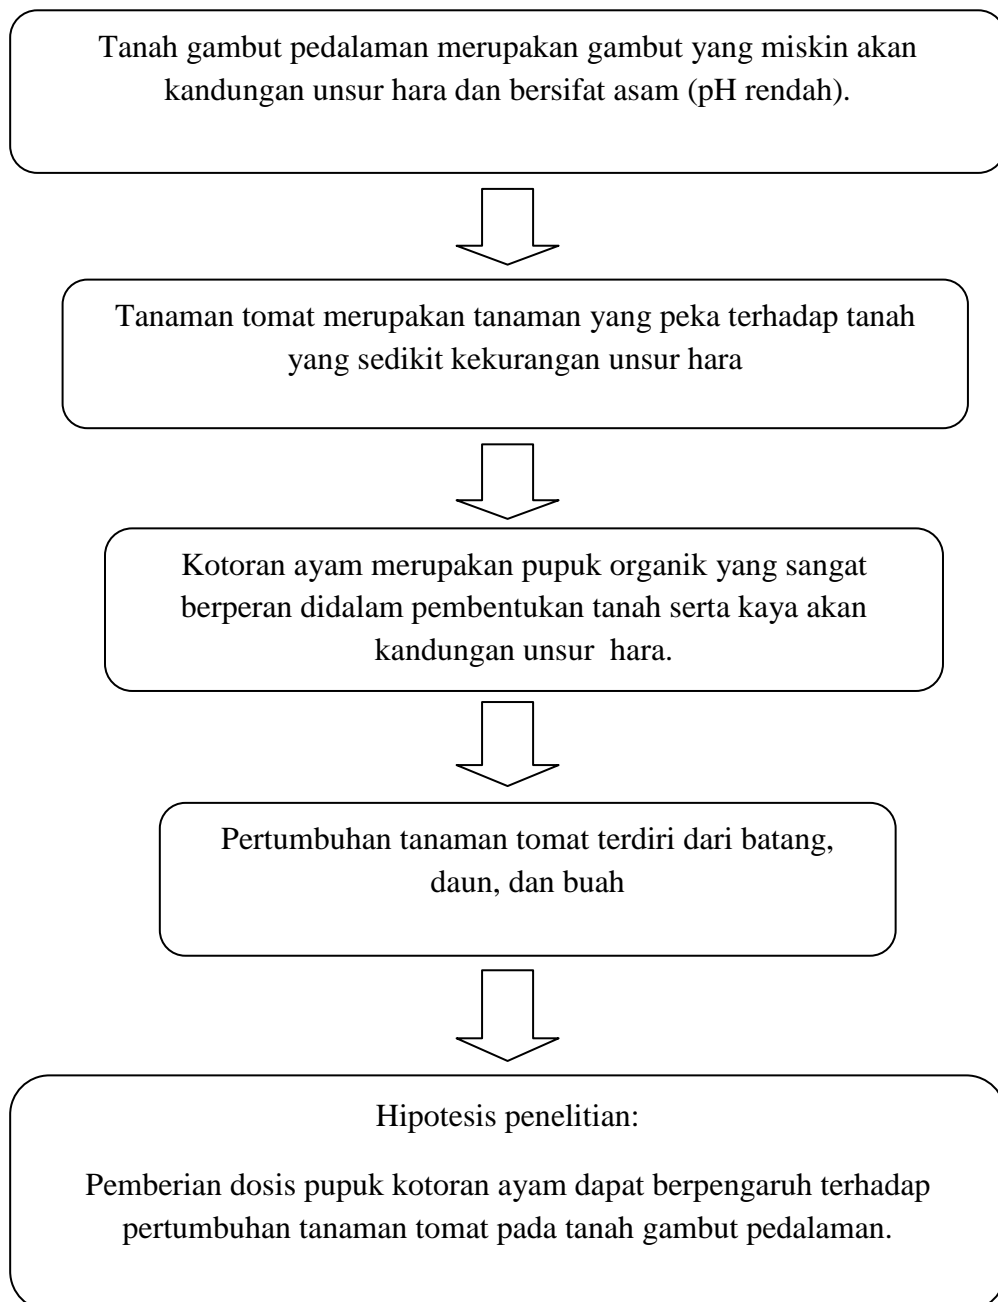 Tanah gambut pedalaman merupakan gambut yang miskin akan
kandungan unsur hara dan bersifat asam (pH rendah).
Tanaman tomat merupakan tanaman yang peka terhadap tanah
yang sedikit kekurangan unsur hara
Kotoran ayam merupakan pupuk organik yang sangat
berperan didalam pembentukan tanah serta kaya akan
kandungan unsur  hara.
Pertumbuhan tanaman tomat terdiri dari batang,
daun, dan buah
Hipotesis penelitian:
Pemberian dosis pupuk kotoran ayam dapat berpengaruh terhadap
pertumbuhan tanaman tomat pada tanah gambut pedalaman.